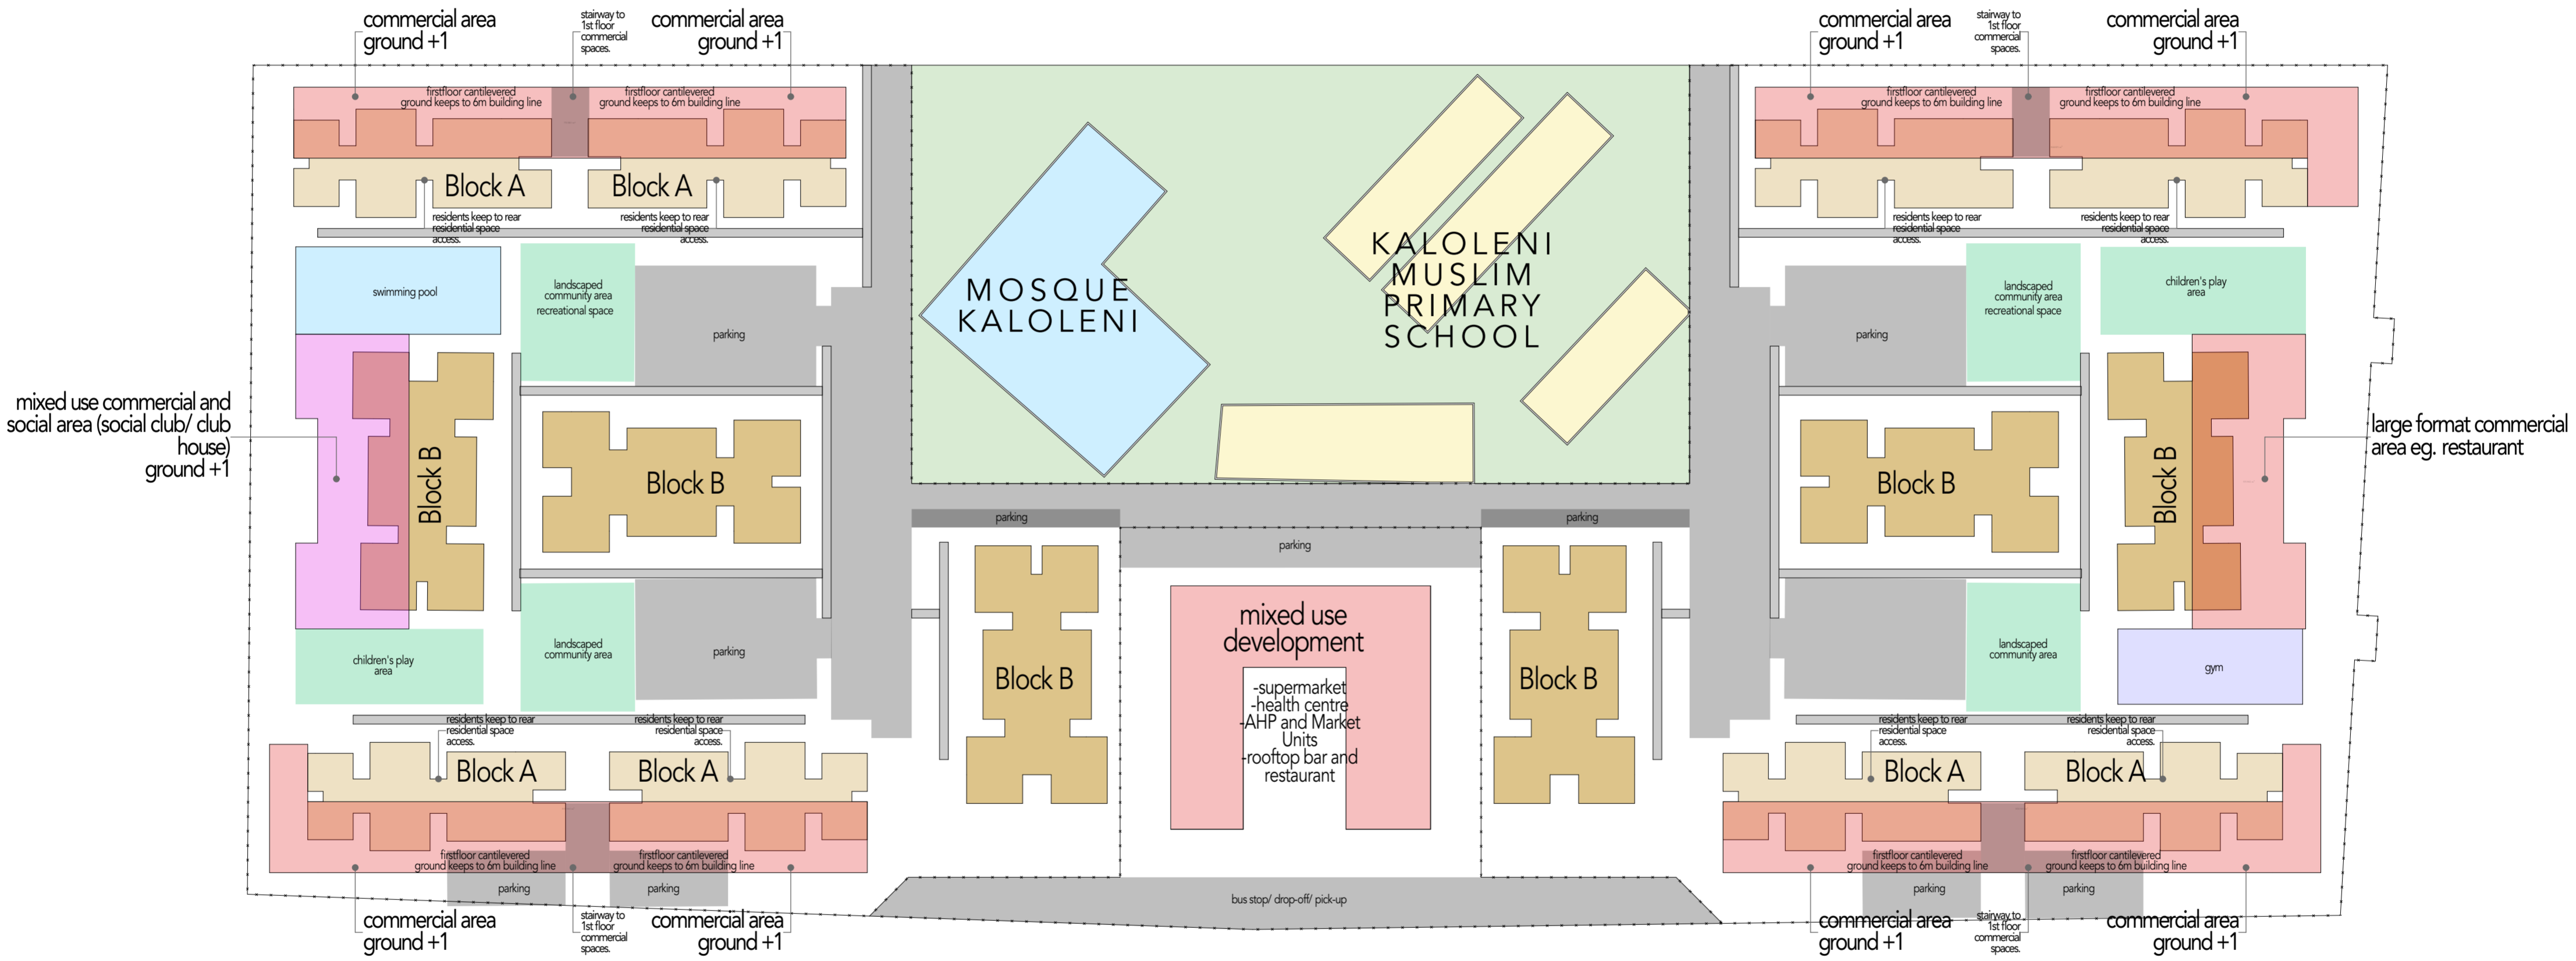 commercial area
ground +1
stairway to
1st floor
commercial
spaces.
commercial area
ground +1
commercial area
ground +1
stairway to
1st floor
commercial
spaces.
commercial area
ground +1
firstfloor cantilevered
ground keeps to 6m building line
firstfloor cantilevered
ground keeps to 6m building line
firstfloor cantilevered
ground keeps to 6m building line
firstfloor cantilevered
ground keeps to 6m building line
Block A
Block A
residents keep to rear
residential space
access.
residents keep to rear
residential space
access.
residents keep to rear
residential space
access.
residents keep to rear
residential space
access.
swimming pool
landscaped
community area
recreational space
parking
MOSQUE
KALOLENI
KALOLENI
MUSLIM
PRIMARY
SCHOOL
parking
landscaped
community area
recreational space
children's play
area
mixed use commercial and
social area (social club/ club
house)
ground +1
Block B
Block B
Block B
Block B
large format commercial
area eg. restaurant
parking
parking
parking
children's play
area
landscaped
community area
parking
Block B
mixed use
development
-supermarket
-health centre
-AHP and Market
Units
-rooftop bar and
restaurant
Block B
landscaped
community area
gym
residents keep to rear
residential space
access.
residents keep to rear
residential space
access.
residents keep to rear
residential space
access.
residents keep to rear
residential space
access.
Block A
Block A
Block A
Block A
firstfloor cantilevered
ground keeps to 6m building line
firstfloor cantilevered
ground keeps to 6m building line
firstfloor cantilevered
ground keeps to 6m building line
firstfloor cantilevered
ground keeps to 6m building line
parking
parking
bus stop/ drop-off/ pick-up
parking
parking
commercial area
ground +1
stairway to
1st floor
commercial
spaces.
commercial area
ground +1
commercial area
ground +1
stairway to
1st floor
commercial
spaces.
commercial area
ground +1